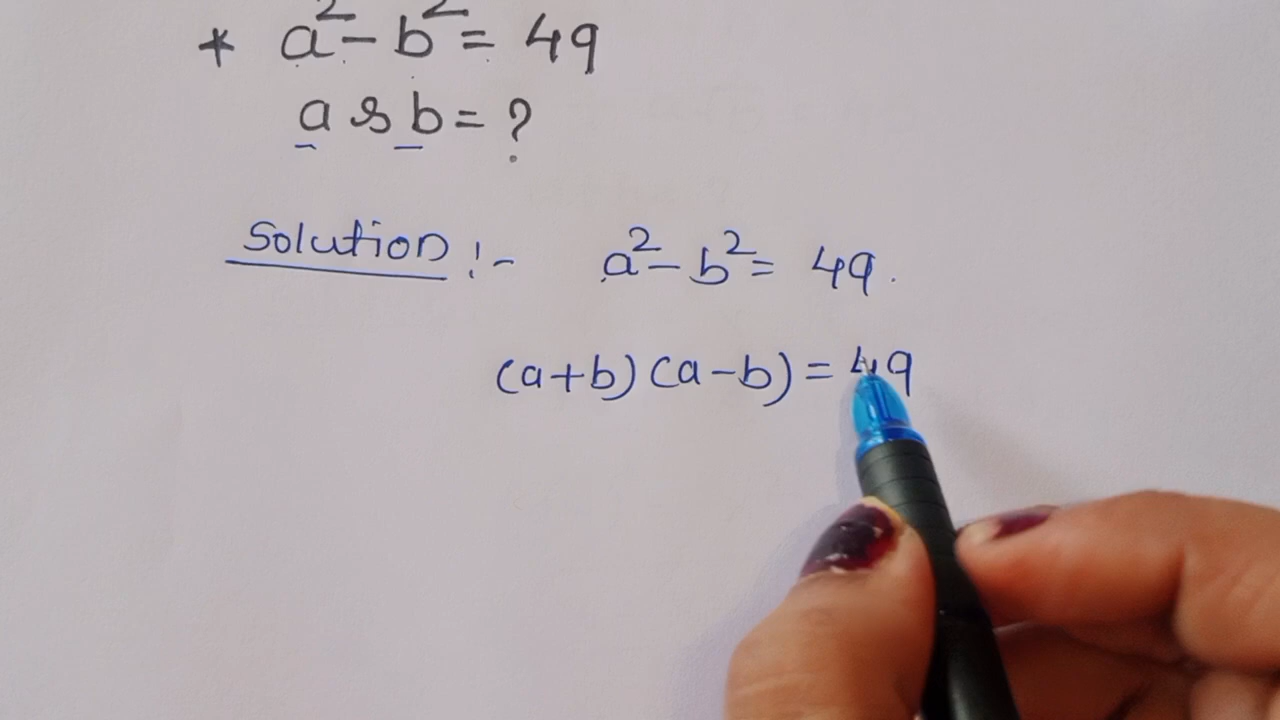 * a² - b² = 49
a & b = ?
Solution :- a² - b² = 49.
(a+b) (a-b) = 49